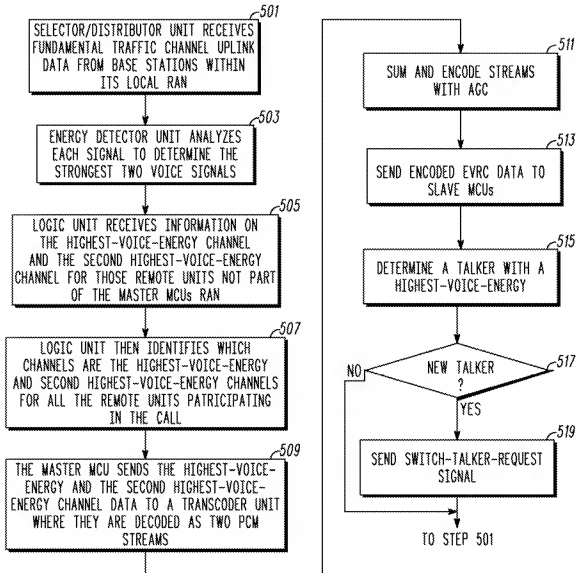 501
SELECTOR/DISTRIBUTOR UNIT RECEIVES
FUNDAMENTAL TRAFFIC CHANNEL UPLINK
DATA FROM BASE STATIONS WITHIN
ITS LOCAL RAN
503
ENERGY DETECTOR UNIT ANALYZES
EACH SIGNAL TO DETERMINE THE
STRONGEST TWO VOICE SIGNALS
505
LOGIC UNIT RECEIVES INFORMATION ON
THE HIGHEST-VOICE-ENERGY CHANNEL
AND THE SECOND HIGHEST-VOICE-ENERGY
CHANNEL FOR THOSE REMOTE UNITS NOT PART
OF THE MASTER MCUs RAN
507
LOGIC UNIT THEN IDENTIFIES WHICH
CHANNELS ARE THE HIGHEST-VOICE-ENERGY
AND SECOND HIGHEST-VOICE-ENERGY CHANNELS
FOR ALL THE REMOTE UNITS PATRICIPATING
IN THE CALL
509
THE MASTER MCU SENDS THE HIGHEST-VOICE-
ENERGY AND THE SECOND HIGHEST-VOICE-
ENERGY CHANNEL DATA TO A TRANSCODER UNIT
WHERE THEY ARE DECODED AS TWO PCM
STREAMS
511
SUM AND ENCODE STREAMS
WITH AGC
513
SEND ENCODED EVRC DATA TO
SLAVE MCUs
515
DETERMINE A TALKER WITH A
HIGHEST-VOICE-ENERGY
517
NO
NEW TALKER
?
YES
519
SEND SWITCH-TALKER-REQUEST
SIGNAL
TO STEP 501